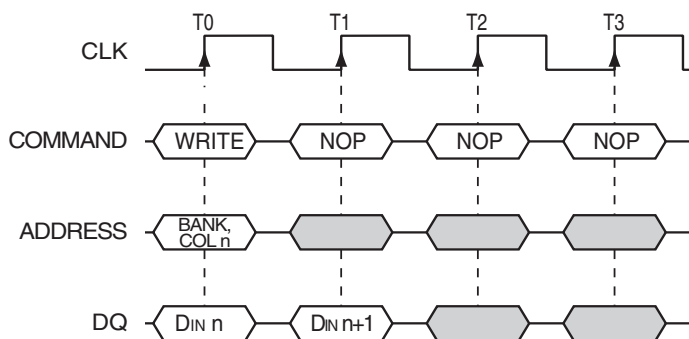 T0 T1 T2 T3
CLK
COMMAND WRITE NOP NOP NOP
ADDRESS BANK,
COL n
DQ DIN n DIN n+1